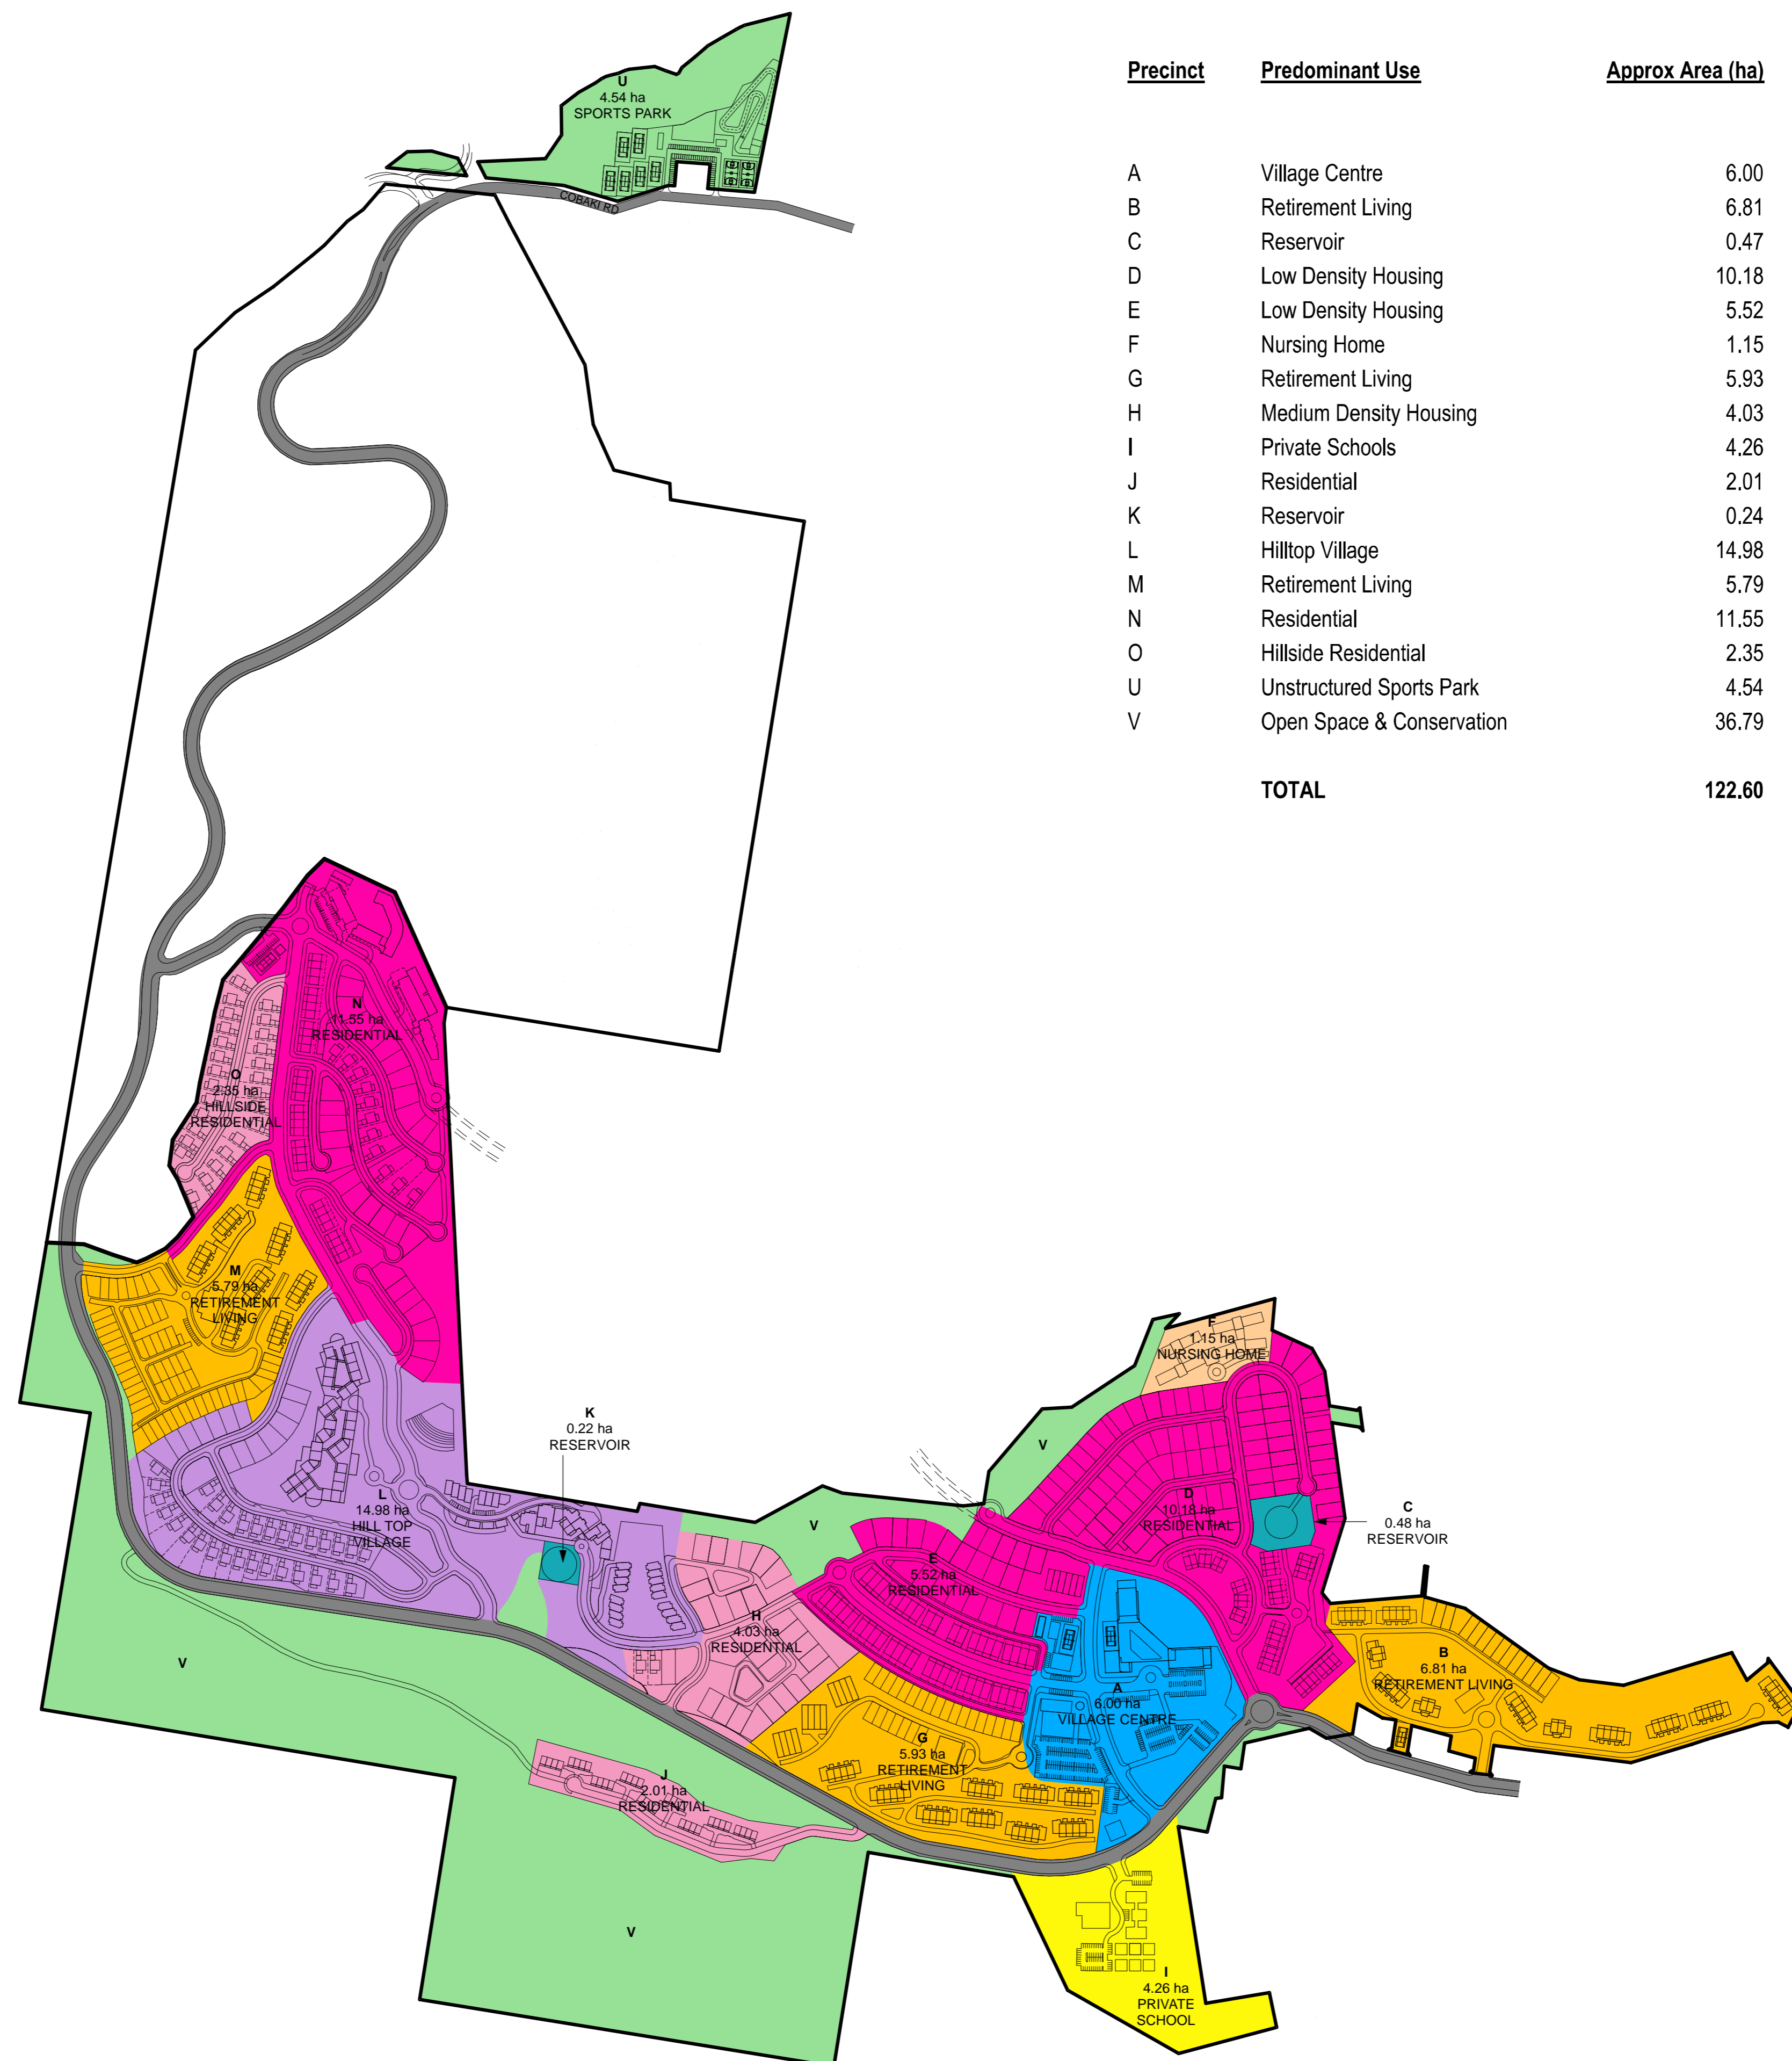 Precinct Predominant Use Approx Area (ha)
A Village Centre 6.00
B Retirement Living 6.81
C Reservoir 0.47
D Low Density Housing 10.18
E Low Density Housing 5.52
F Nursing Home 1.15
G Retirement Living 5.93
H Medium Density Housing 4.03
I Private Schools 4.26
J Residential 2.01
K Reservoir 0.24
L Hilltop Village 14.98
M Retirement Living 5.79
N Residential 11.55
O Hillside Residential 2.35
U Unstructured Sports Park 4.54
V Open Space & Conservation 36.79
TOTAL 122.60
U
4.54 ha
SPORTS PARK
COBAKI RD
N
11.55 ha
RESIDENTIAL
O
2.35 ha
HILLSIDE
RESIDENTIAL
M
5.79 ha
RETIREMENT
LIVING
F
1.15 ha
NURSING HOME
K
0.22 ha
RESERVOIR
V
L
14.98 ha
HILL TOP
VILLAGE
V
D
10.18 ha
RESIDENTIAL
C
0.48 ha
RESERVOIR
E
5.52 ha
RESIDENTIAL
H
4.03 ha
RESIDENTIAL
V
B
6.81 ha
RETIREMENT LIVING
A
6.00 ha
VILLAGE CENTRE
G
5.93 ha
RETIREMENT
LIVING
J
2.01 ha
RESIDENTIAL
V
I
4.26 ha
PRIVATE
SCHOOL